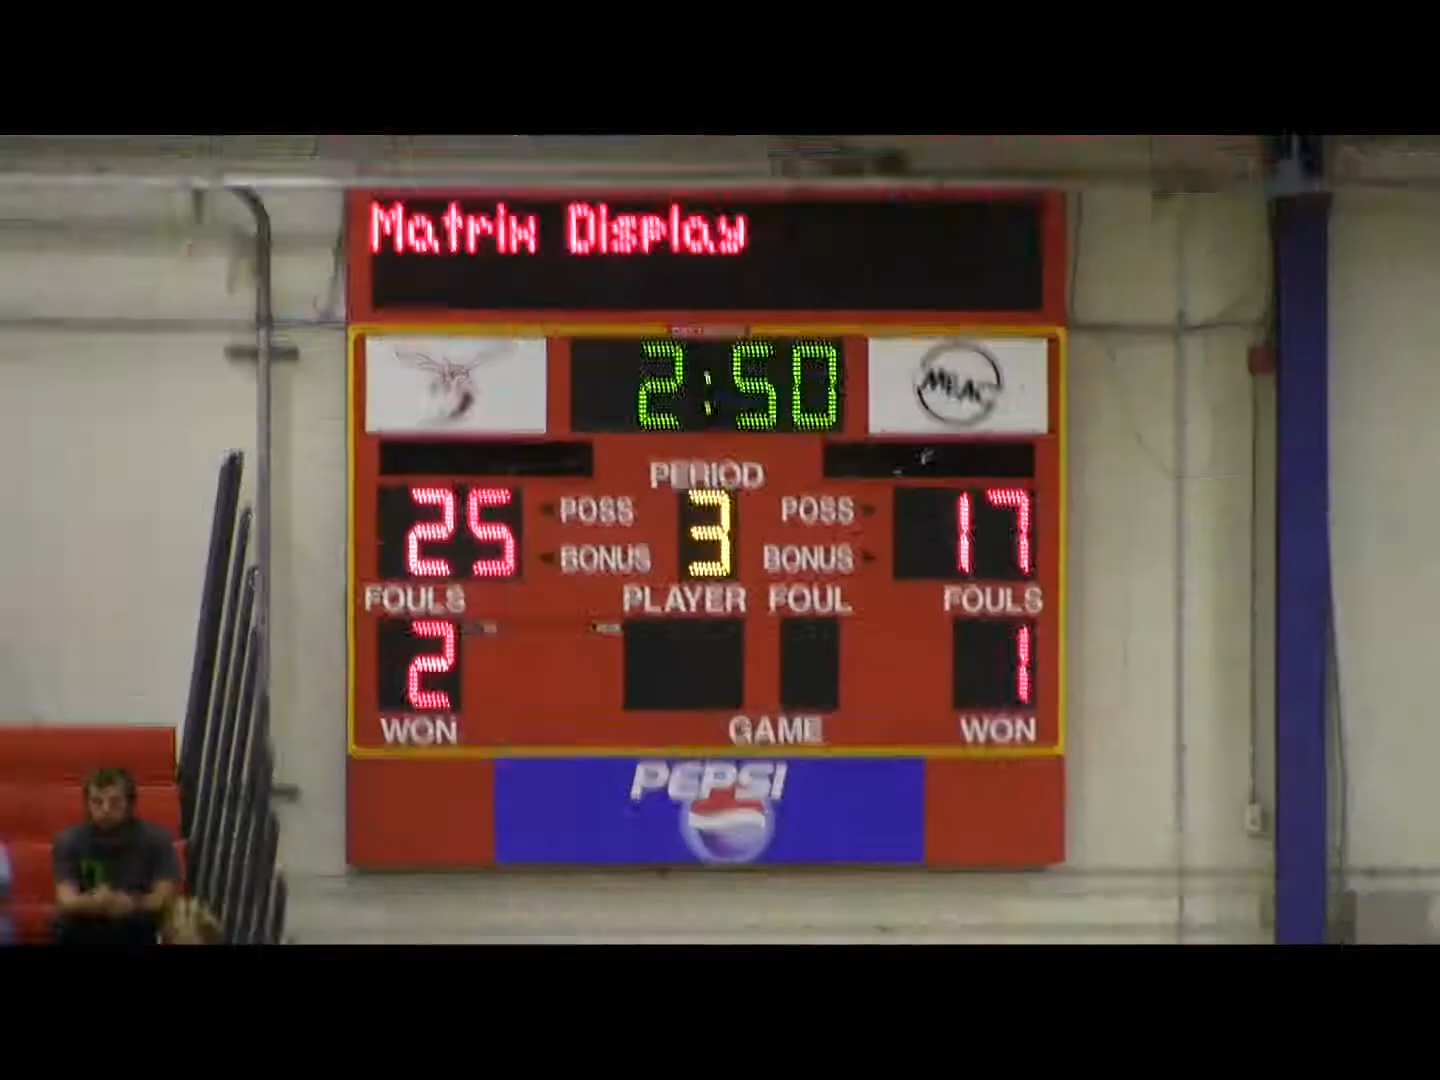 Matrix Display
2:50
MEAC
PERIOD
25 POSS 3 POSS 17
BONUS BONUS
FOULS PLAYER FOUL FOULS
2 1
WON GAME WON
PEPSI